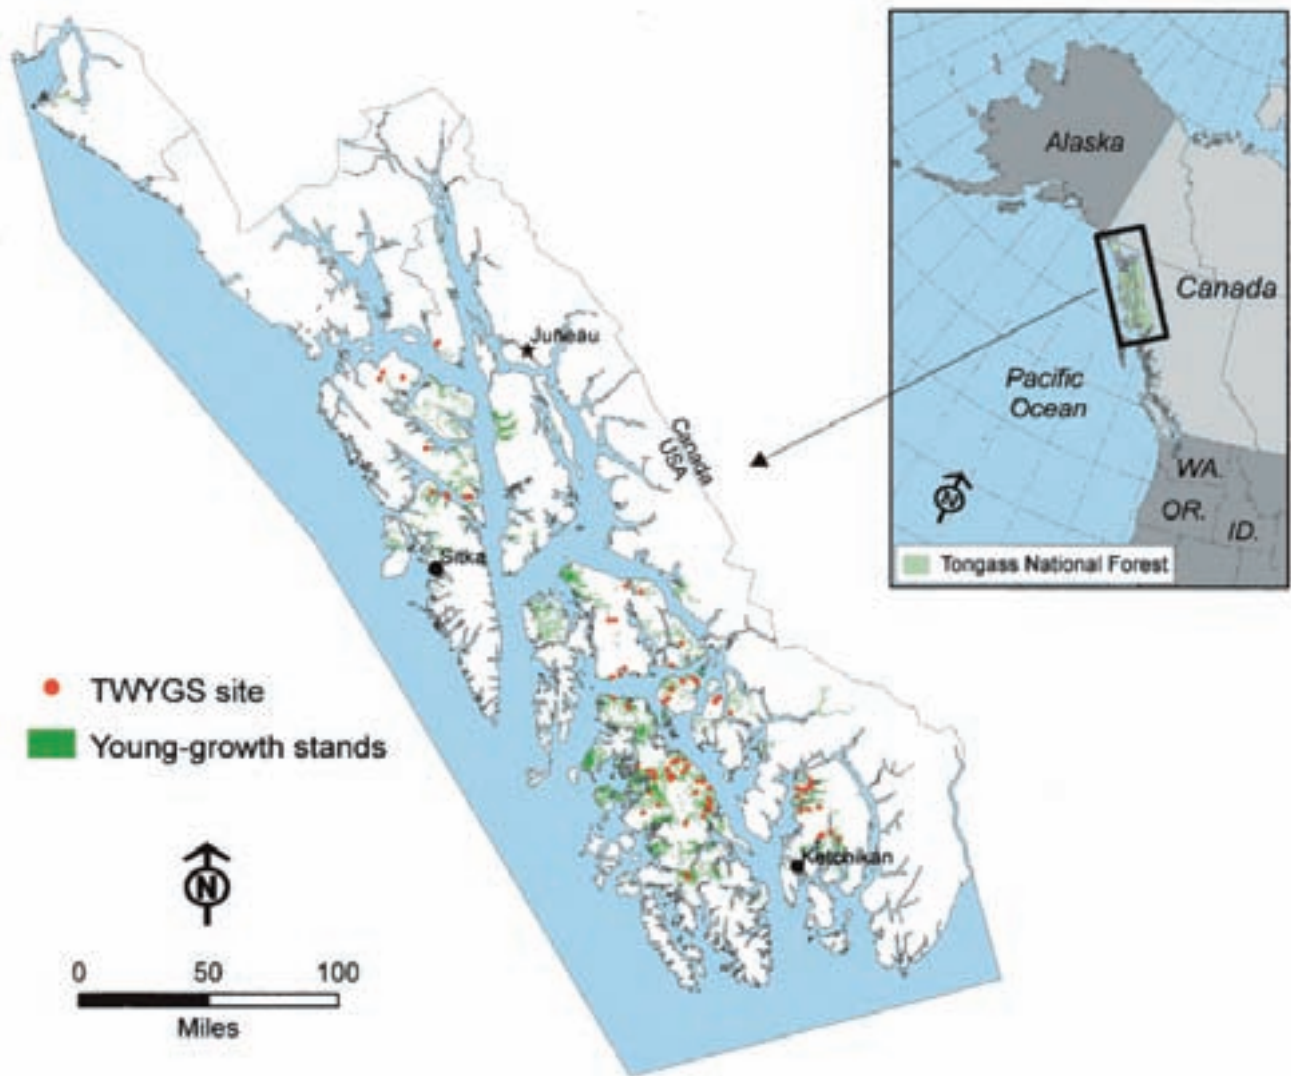 Alaska
Canada
Pacific
Ocean
WA.
OR.
ID.
N
Tongass National Forest
Juneau
Canada
USA
Sitka
TWYGS site
Young-growth stands
Ketchikan
N
0 50 100
Miles